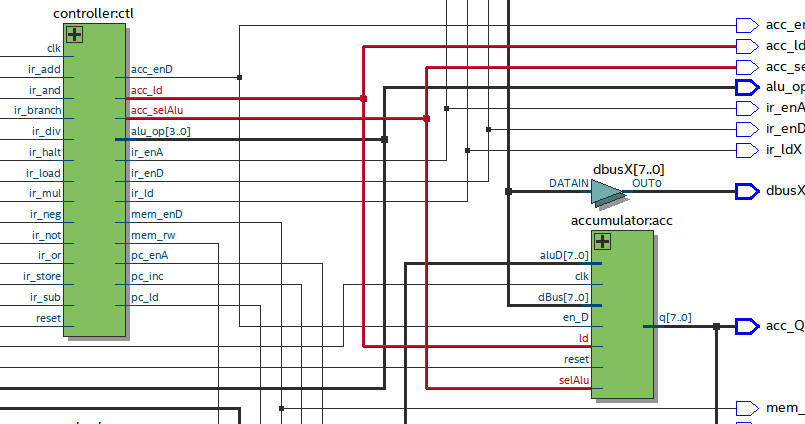 controller:ctl
clk
ir_add
ir_and
ir_branch
ir_div
ir_halt
ir_load
ir_mul
ir_neg
ir_not
ir_or
ir_store
ir_sub
reset
acc_enD
acc_ld
acc_selAlu
alu_op[3..0]
ir_enA
ir_enD
ir_ld
mem_enD
mem_rw
pc_enA
pc_inc
pc_ld
acc_er
acc_ld
acc_se
alu_op
ir_enA
ir_enD
ir_ldX
dbusX[7..0]
DATAIN
OUT0
dbusX
accumulator:acc
aluD[7..0]
clk
dBus[7..0]
en_D
ld
reset
selAlu
q[7..0]
acc_Q
mem_